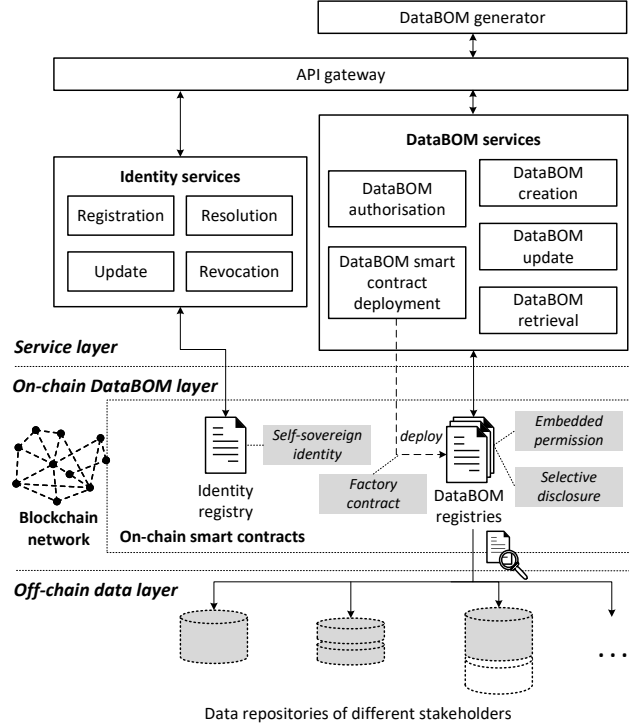 DataBOM generator
API gateway
Identity services
Registration
Resolution
Update
Revocation
DataBOM services
DataBOM
authorisation
DataBOM
creation
DataBOM smart
contract
deployment
DataBOM
update
DataBOM
retrieval
Service layer
On-chain DataBOM layer
Blockchain
network
Identity
registry
Self-sovereign
identity
On-chain smart contracts
deploy
Factory
contract
DataBOM
registries
Embedded
permission
Selective
disclosure
Off-chain data layer
...
Data repositories of different stakeholders